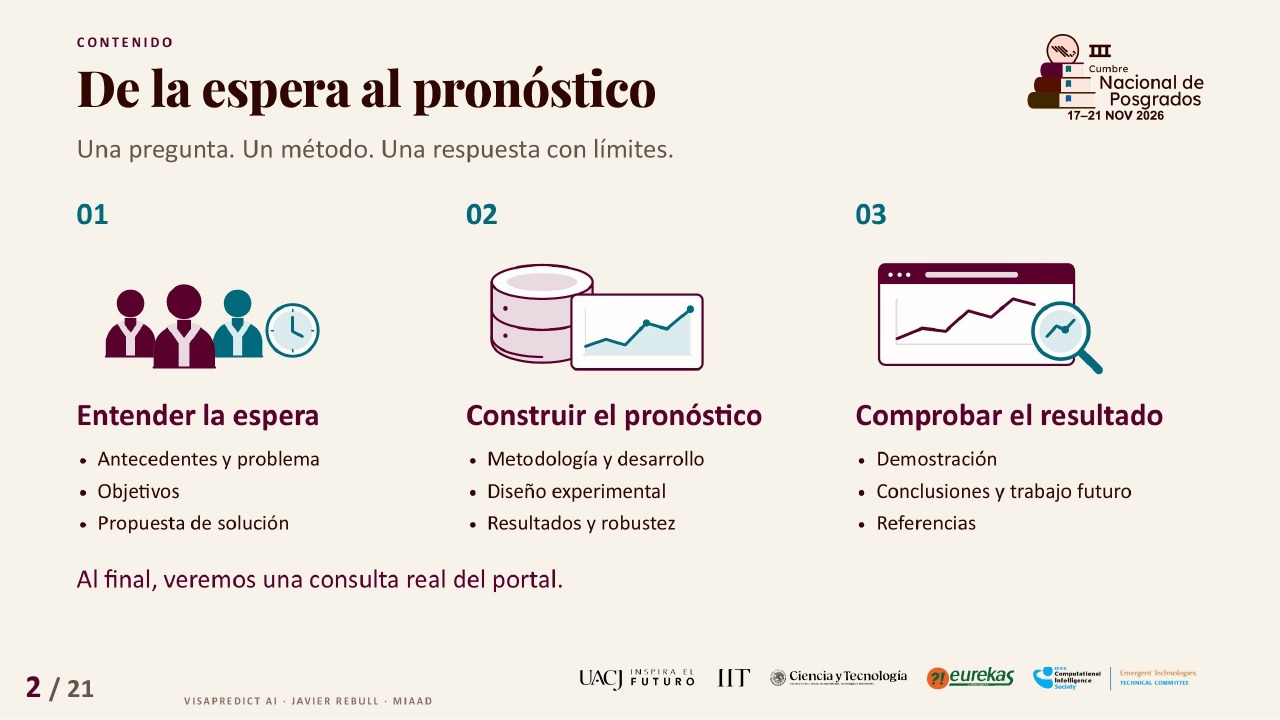 CONTENIDO
De la espera al pronóstico
Una pregunta. Un método. Una respuesta con límites.
III
Cumbre
Nacional de
Posgrados
17–21 NOV 2026
01
Entender la espera
• Antecedentes y problema
• Objetivos
• Propuesta de solución
02
Construir el pronóstico
• Metodología y desarrollo
• Diseño experimental
• Resultados y robustez
03
Comprobar el resultado
• Demostración
• Conclusiones y trabajo futuro
• Referencias
Al final, veremos una consulta real del portal.
2 / 21
VISAPREDICT AI · JAVIER REBULL · MIAAD
UACJ INSPIRA EL
FUTURO
IIT
Ciencia y Tecnología
?! eurekas
IEEE
Computational
Intelligence
Society
Emergent Technologies
TECHNICAL COMMITTEE